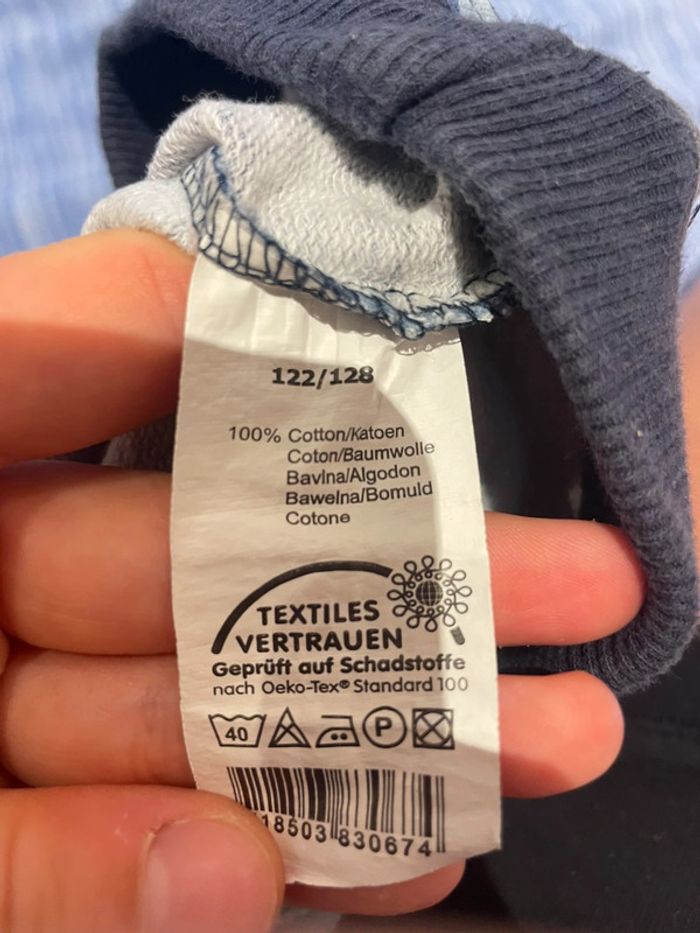 122/128
100% Cotton/Katoen
Coton/Baumwolle
Bavlna/Algodon
Bawelna/Bomuld
Cotone
TEXTILES
VERTRAUEN
Geprüft auf Schadstoffe
nach Oeko-Tex® Standard 100
40 P
18503 830674